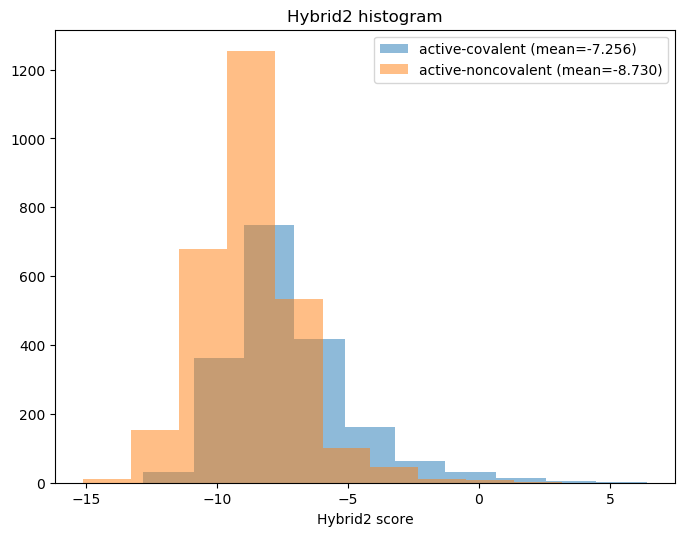 Hybrid2 histogram
active-covalent (mean=-7.256)
active-noncovalent (mean=-8.730)
1200
1000
800
600
400
200
0
−15 −10 −5 0 5
Hybrid2 score